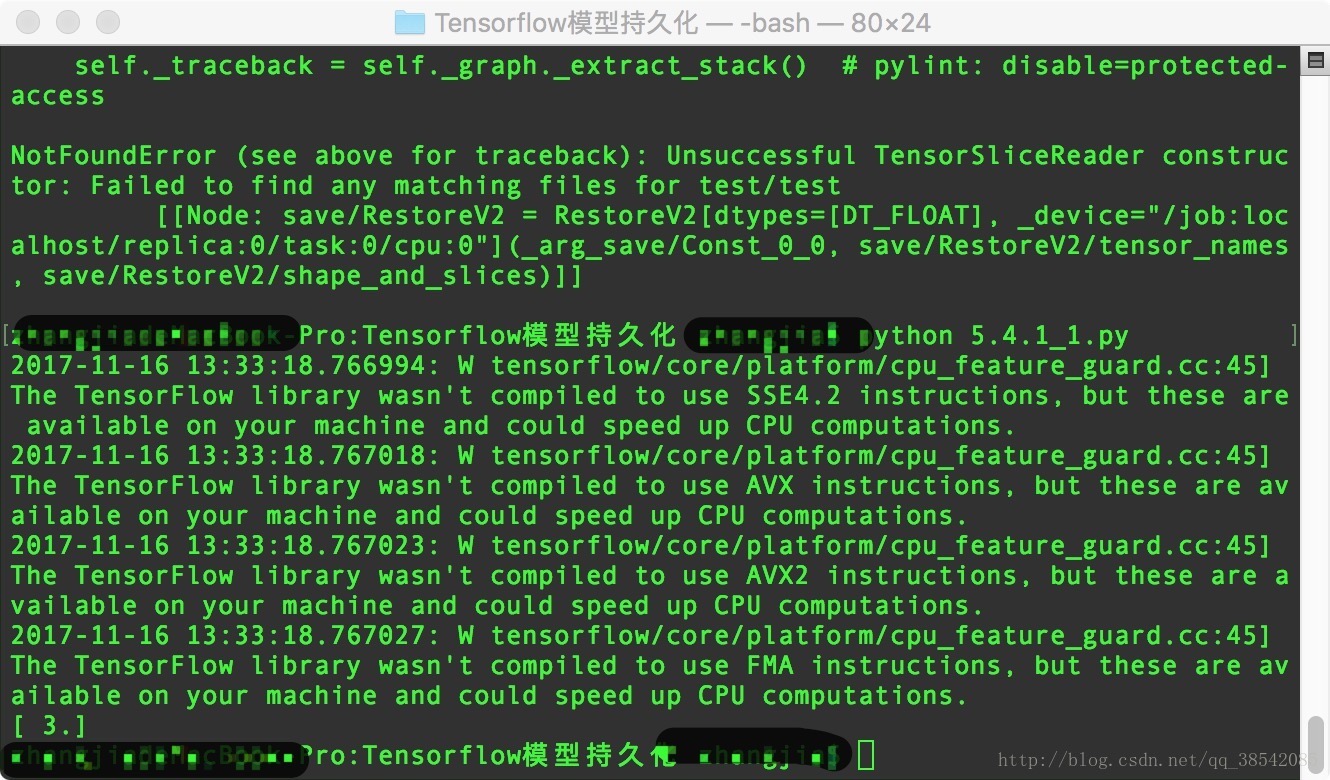 Tensorflow模型持久化 — -bash — 80×24
self._traceback = self._graph._extract_stack()  # pylint: disable=protected-
access
NotFoundError (see above for traceback): Unsuccessful TensorSliceReader construc
tor: Failed to find any matching files for test/test
[[Node: save/RestoreV2 = RestoreV2[dtypes=[DT_FLOAT], _device="/job:loc
alhost/replica:0/task:0/cpu:0"](_arg_save/Const_0_0, save/RestoreV2/tensor_names
, save/RestoreV2/shape_and_slices)]]
[ Pro:Tensorflow模型持久化 python 5.4.1_1.py ]
2017-11-16 13:33:18.766994: W tensorflow/core/platform/cpu_feature_guard.cc:45]
The TensorFlow library wasn't compiled to use SSE4.2 instructions, but these are
available on your machine and could speed up CPU computations.
2017-11-16 13:33:18.767018: W tensorflow/core/platform/cpu_feature_guard.cc:45]
The TensorFlow library wasn't compiled to use AVX instructions, but these are av
ailable on your machine and could speed up CPU computations.
2017-11-16 13:33:18.767023: W tensorflow/core/platform/cpu_feature_guard.cc:45]
The TensorFlow library wasn't compiled to use AVX2 instructions, but these are a
vailable on your machine and could speed up CPU computations.
2017-11-16 13:33:18.767027: W tensorflow/core/platform/cpu_feature_guard.cc:45]
The TensorFlow library wasn't compiled to use FMA instructions, but these are av
ailable on your machine and could speed up CPU computations.
[ 3.]
Pro:Tensorflow模型持久化
http://blog.csdn.net/qq_3854208